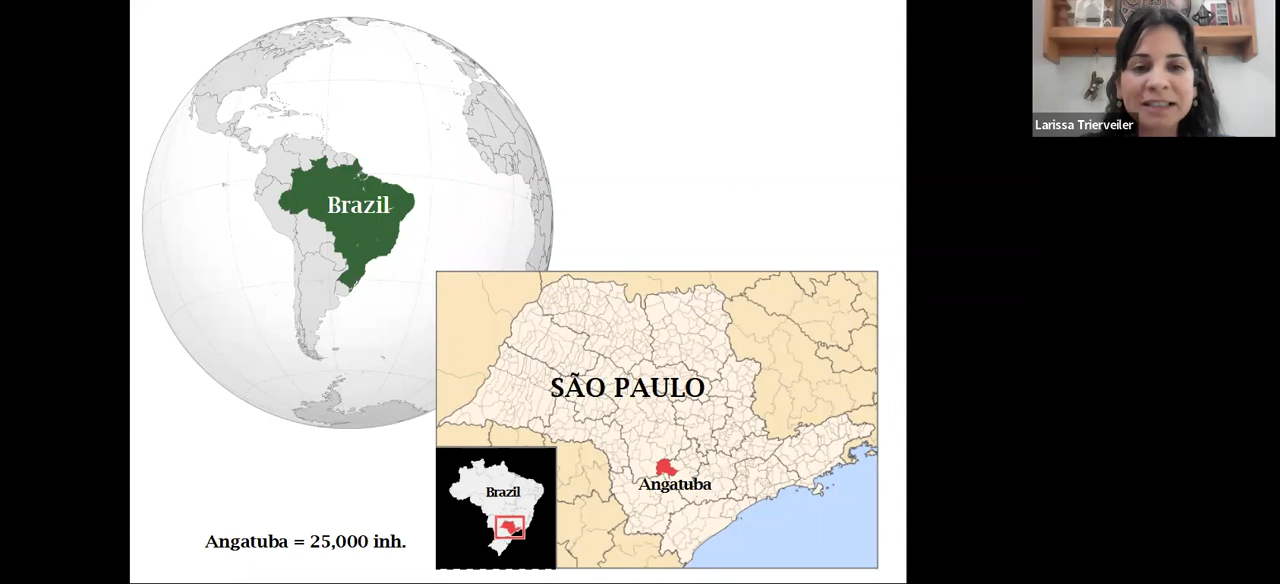 Larissa Trierveiler
Brazil
SÃO PAULO
Angatuba
Brazil
Angatuba = 25,000 inh.